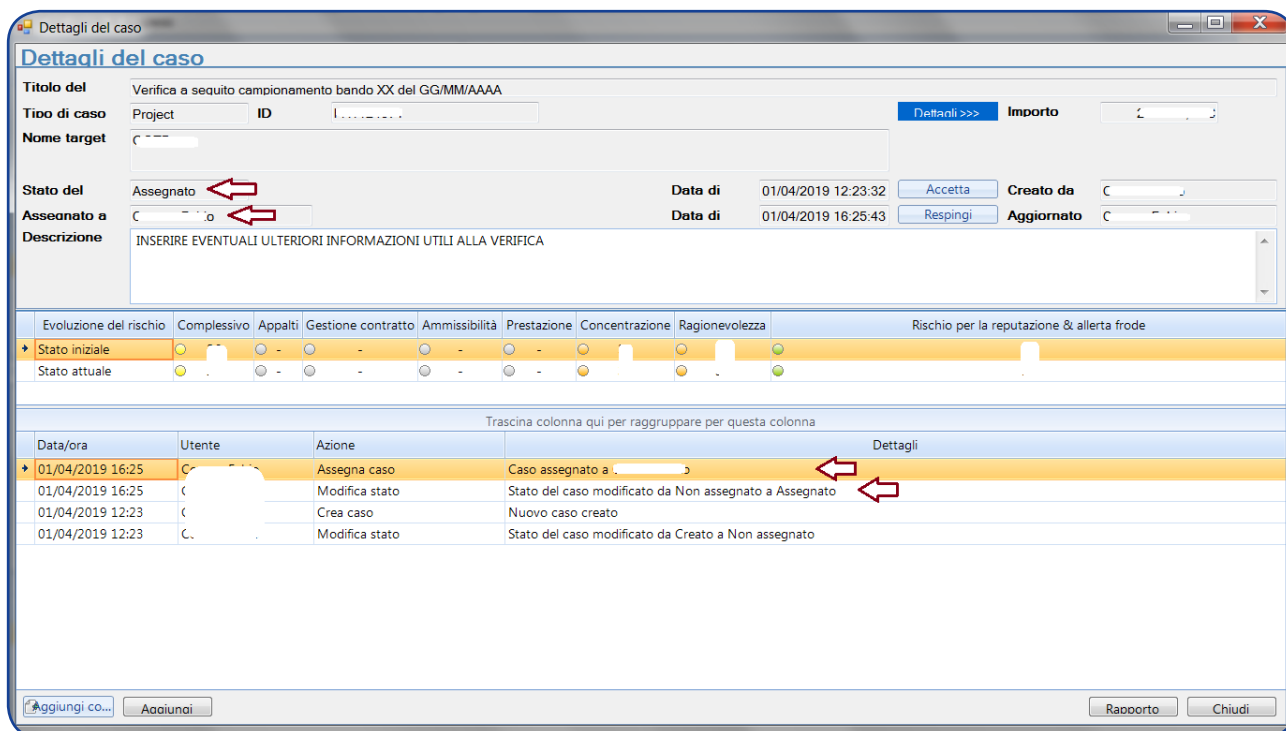 Dettagli del caso
Dettagli del caso
Titolo del Verifica a seguito campionamento bando XX del GG/MM/AAAA
Tipo di caso Project ID Dettagli >>> Importo
Nome target
Stato del Assegnato Data di 01/04/2019 12:23:32 Accetta Creato da
Assegnato a Data di 01/04/2019 16:25:43 Respingi Aggiornato
Descrizione INSERIRE EVENTUALI ULTERIORI INFORMAZIONI UTILI ALLA VERIFICA
Evoluzione del rischio Complessivo Appalti Gestione contratto Ammissibilità Prestazione Concentrazione Ragionevolezza Rischio per la reputazione & allerta frode
Stato iniziale - - - -
Stato attuale - - - -
Trascina colonna qui per raggruppare per questa colonna
Data/ora Utente Azione Dettagli
01/04/2019 16:25 Assegna caso Caso assegnato a
01/04/2019 16:25 Modifica stato Stato del caso modificato da Non assegnato a Assegnato
01/04/2019 12:23 Crea caso Nuovo caso creato
01/04/2019 12:23 Modifica stato Stato del caso modificato da Creato a Non assegnato
Aggiungi co... Aggiungi Rapporto Chiudi